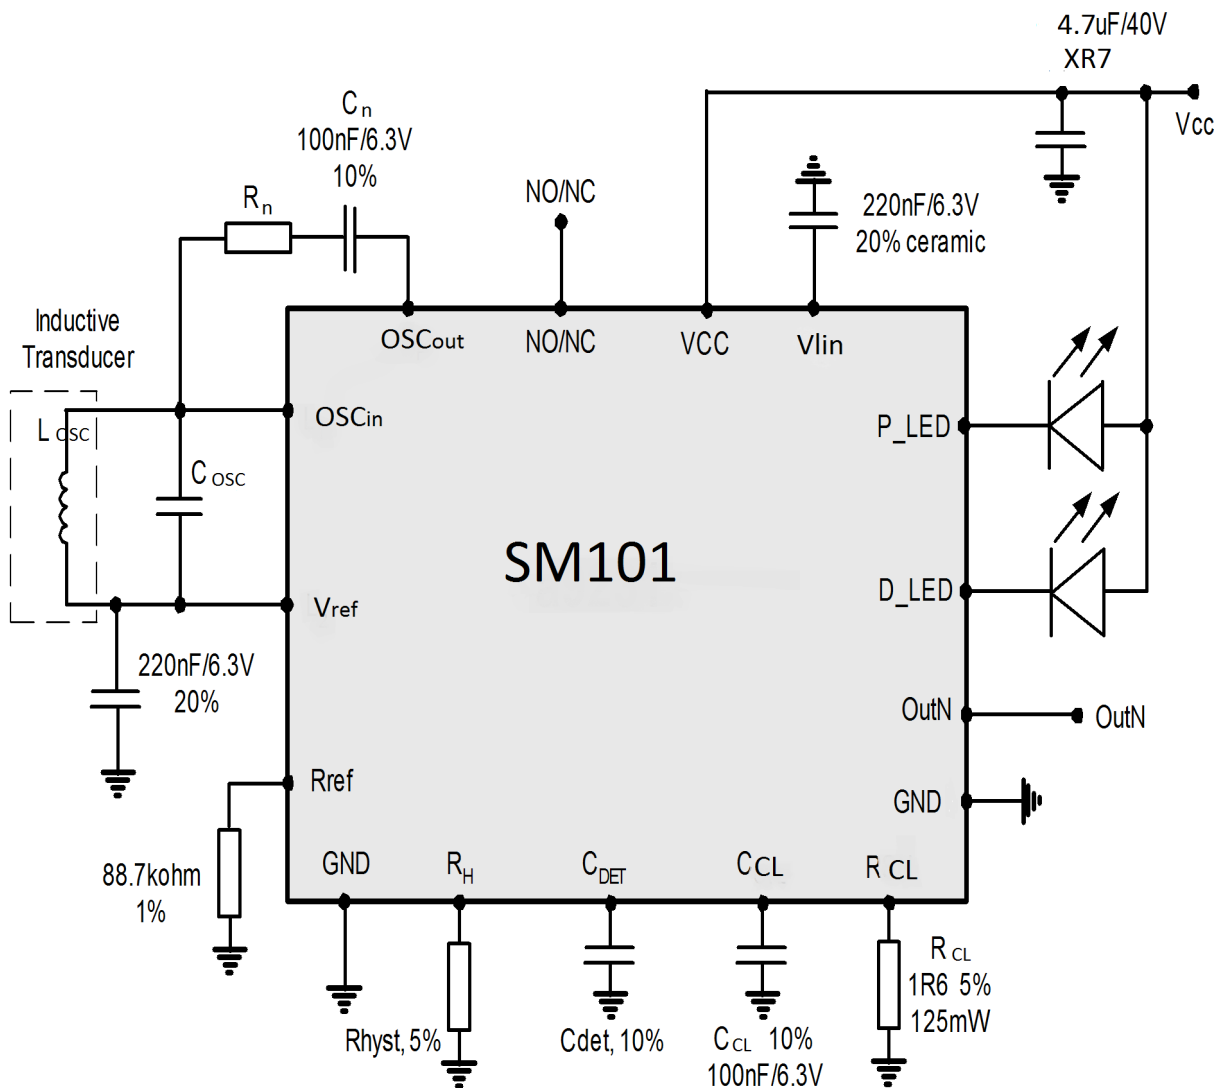 4.7uF/40V
XR7
Vcc
Cn
100nF/6.3V
10%
Rn
NO/NC
220nF/6.3V
20% ceramic
Inductive
Transducer
OSCout
NO/NC
VCC
Vlin
LOSC
OSCin
P_LED
COSC
SM101
D_LED
Vref
220nF/6.3V
20%
OutN
OutN
Rref
GND
88.7kohm
1%
GND
RH
CDET
CCL
RCL
RCL
1R6 5%
125mW
Rhyst, 5%
Cdet, 10%
CCL 10%
100nF/6.3V